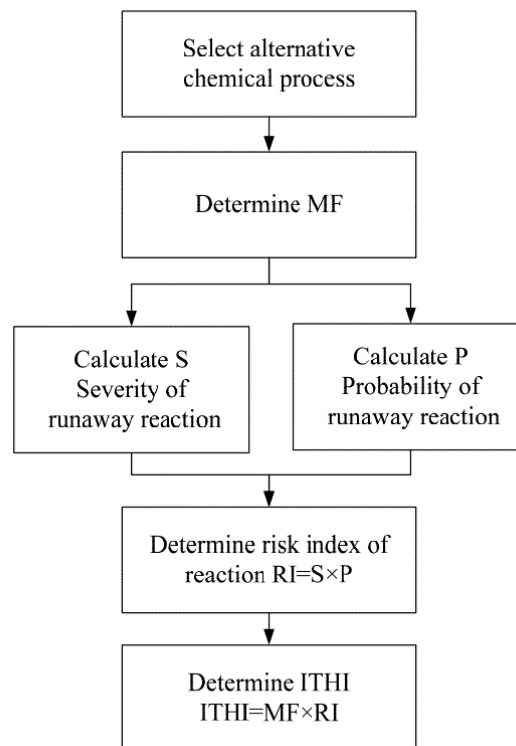 Select alternative
chemical process
Determine MF
Calculate S
Severity of
runaway reaction
Calculate P
Probability of
runaway reaction
Determine risk index of
reaction RI=S×P
Determine ITHI
ITHI=MF×RI